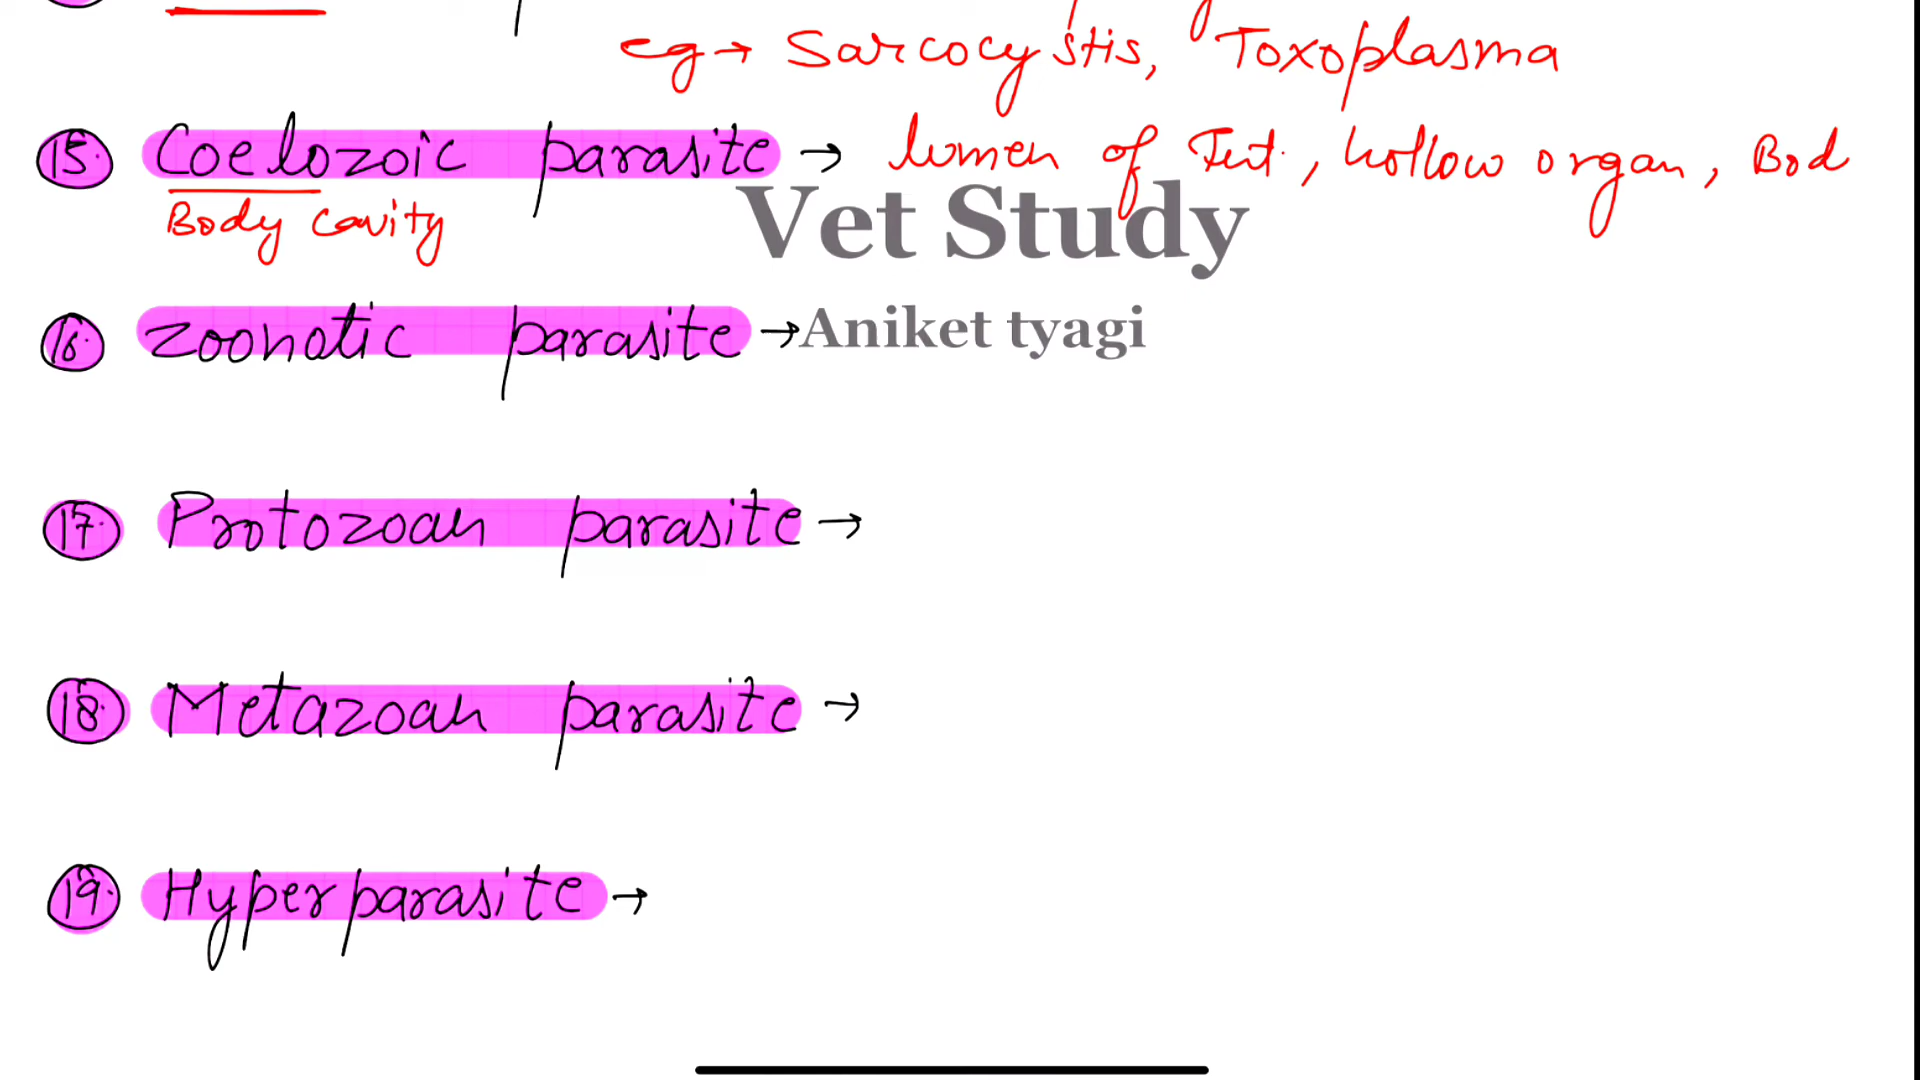 eg → Sarcocystis, Toxoplasma
15. Coelozoic parasite → lumen of Int., hollow organ, Bod
Body cavity
Vet Study
16. Zoonotic parasite →
Aniket tyagi
17. Protozoan parasite →
18. Metazoan parasite →
19. Hyperparasite →